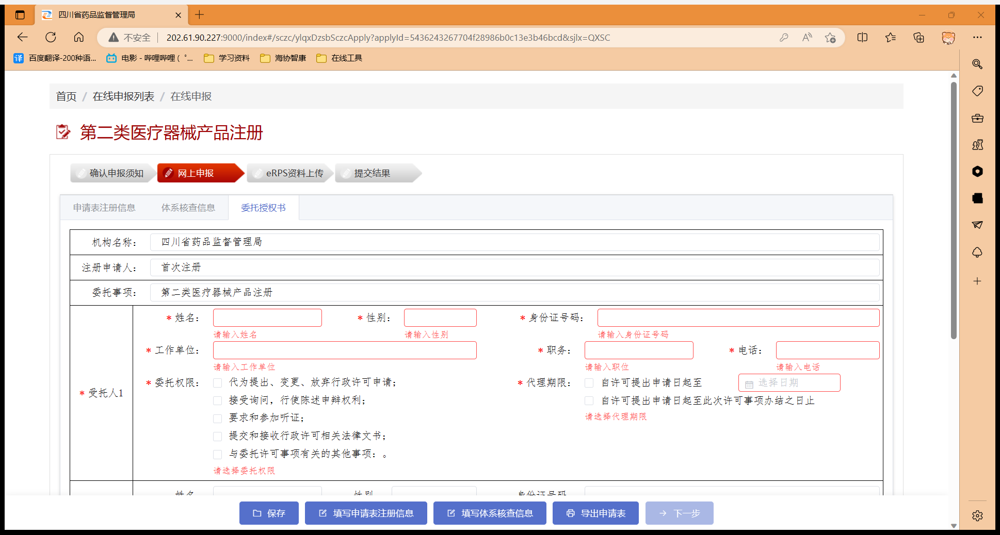 四川省药品监督管理局
不安全
202.61.90.227:9000/index#/sczc/ylqxDzsbSczcApply?applyId=5436243267704f28986b0c13e3b46bcd&sjlx=QXSC
译 百度翻译-200种语... 电影 - 哔哩哔哩 ( ゜... 学习资料 海协智康 在线工具
首页 / 在线申报列表 / 在线申报
第二类医疗器械产品注册
确认申报须知 网上申报 eRPS资料上传 提交结果
申请表注册信息 体系核查信息 委托授权书
机构名称： 四川省药品监督管理局
注册申请人： 首次注册
委托事项： 第二类医疗器械产品注册
* 姓名： * 性别： * 身份证号码：
请输入姓名 请输入性别 请输入身份证号码
* 工作单位： * 职务： * 电话：
请输入工作单位 请输入职位 请输入电话
* 委托权限： 代为提出、变更、放弃行政许可申请； * 代理期限： 自许可提出申请日起至 选择日期
* 受托人1
接受询问，行使陈述申辩权利； 自许可提出申请日起至此次许可事项办结之日止
要求和参加听证； 请选择代理期限
提交和接收行政许可相关法律文书；
与委托许可事项有关的其他事项：。
请选择委托权限
姓名 性别 身份证号码
保存 填写申请表注册信息 填写体系核查信息 导出申请表 下一步